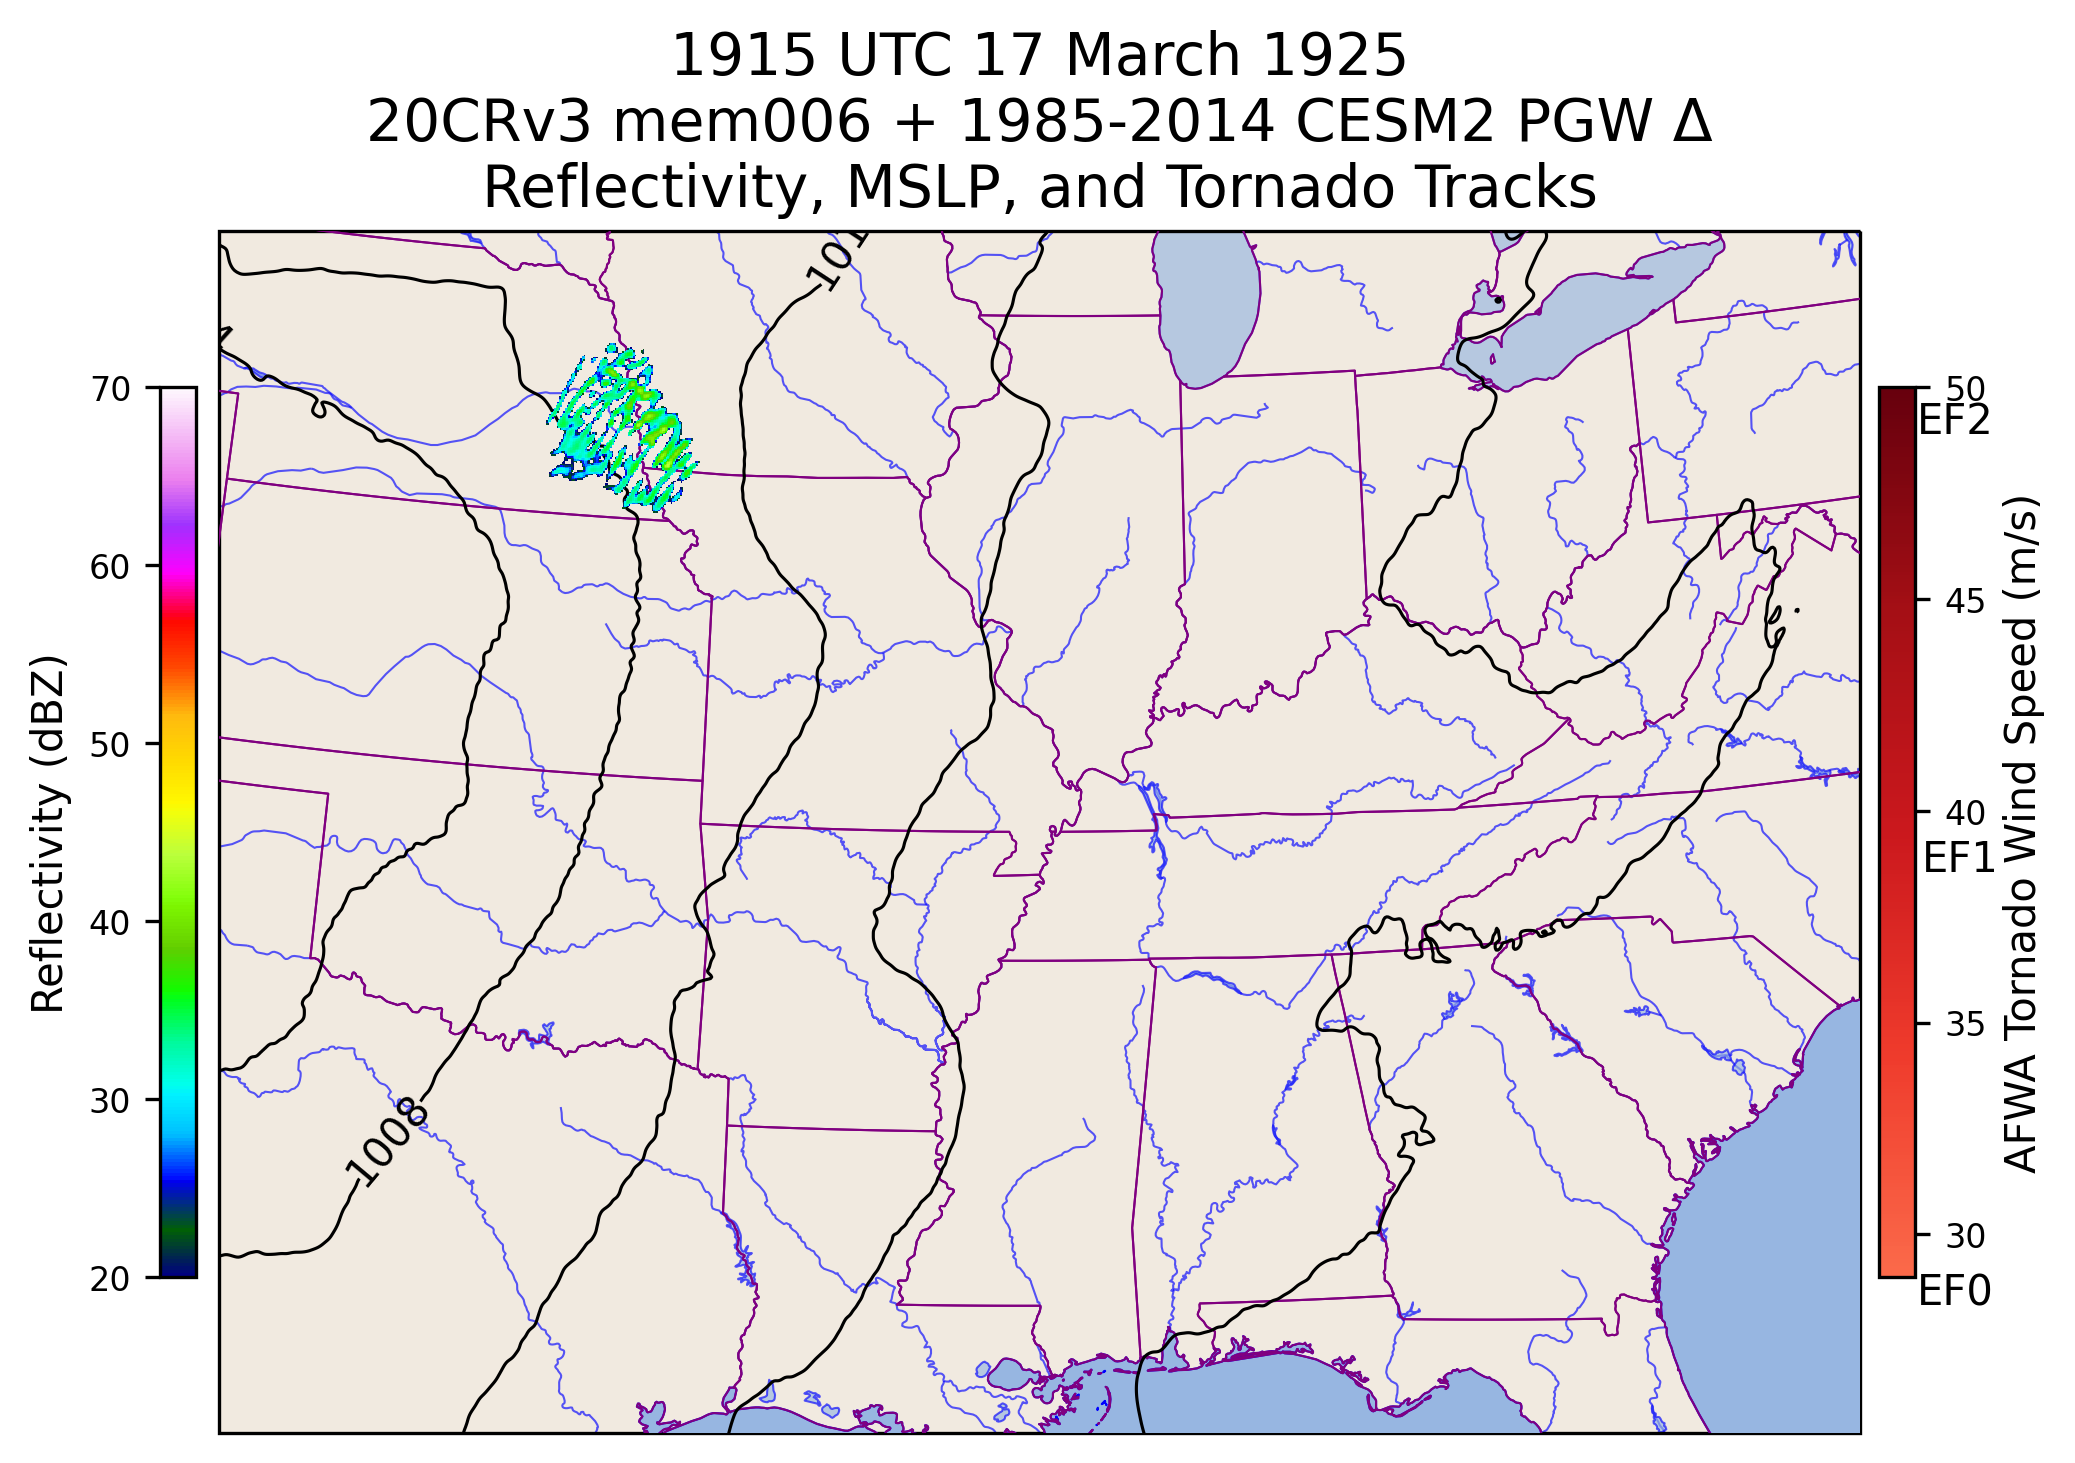 1915 UTC 17 March 1925
20CRv3 mem006 + 1985-2014 CESM2 PGW Δ
Reflectivity, MSLP, and Tornado Tracks
70
60
50
40
30
20
Reflectivity (dBZ)
1008
50
EF2
45
40
EF1
35
30
EF0
AFWA Tornado Wind Speed (m/s)